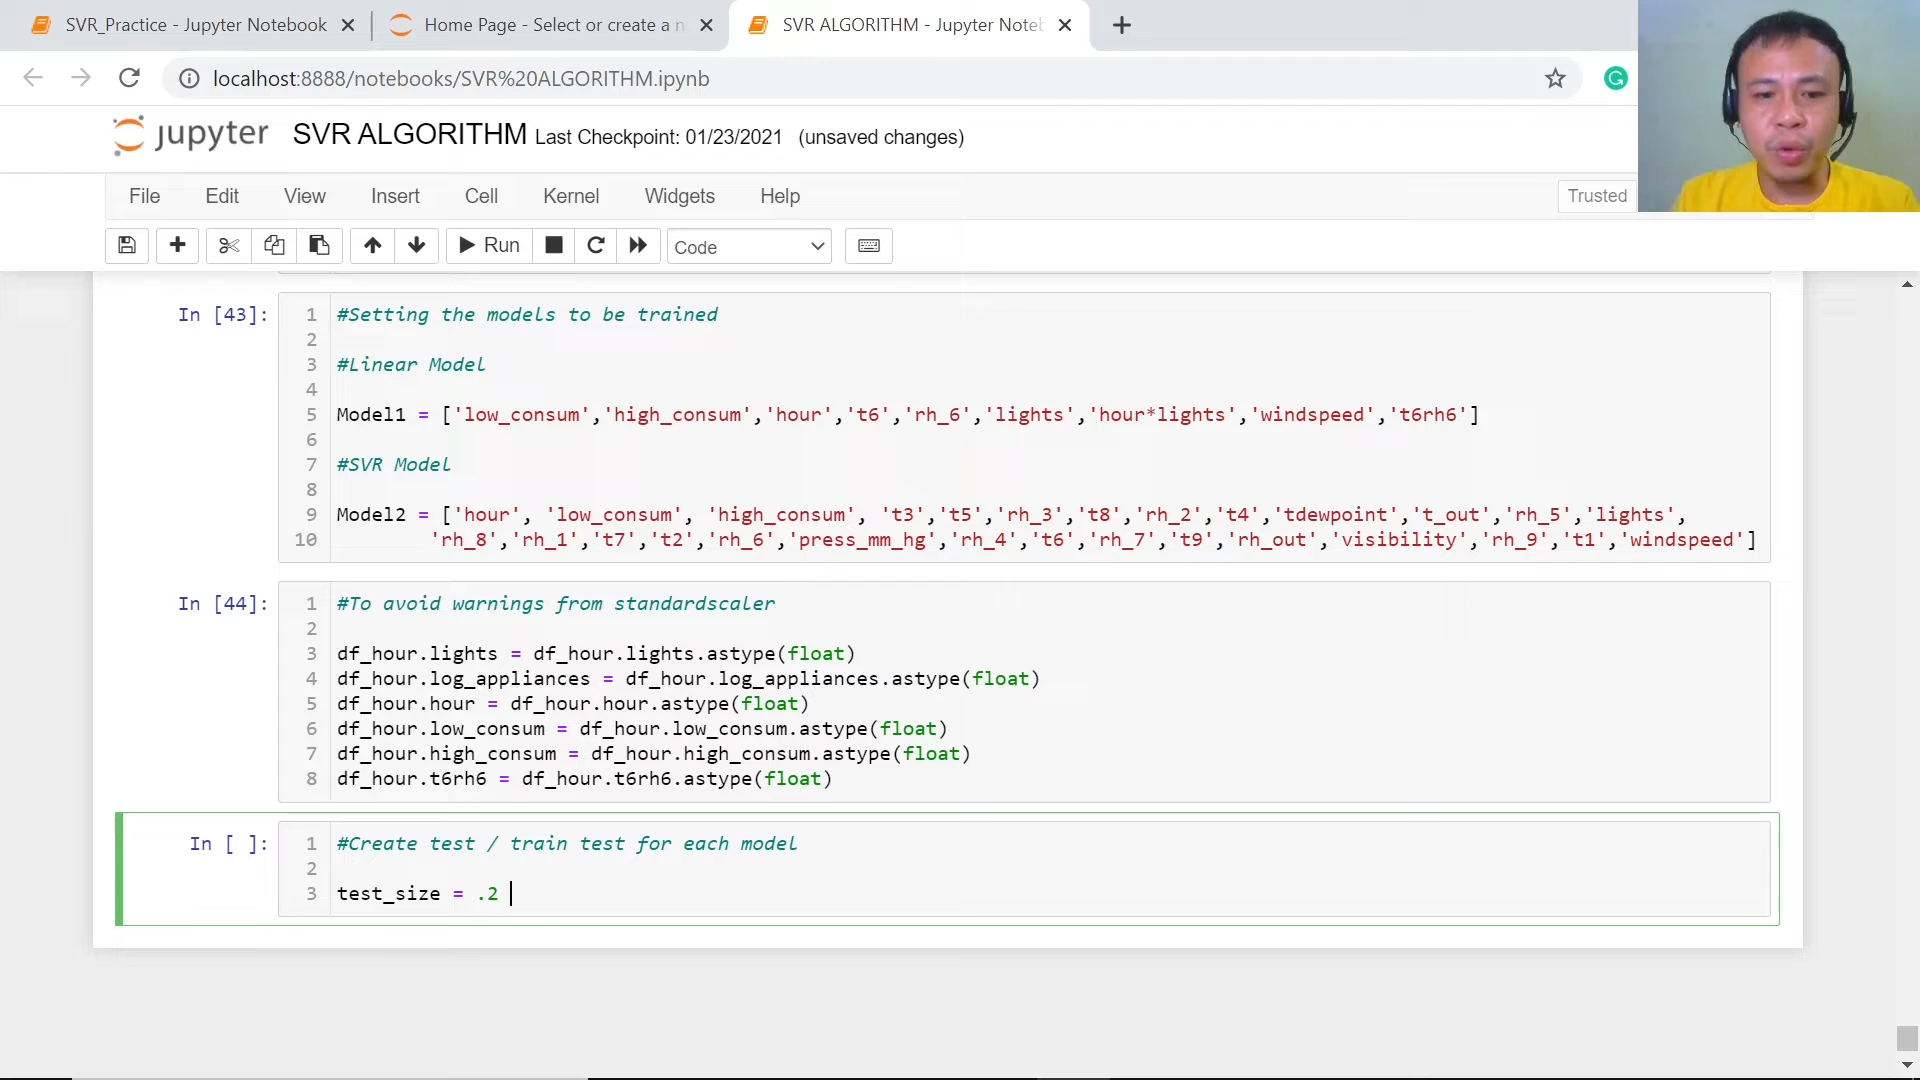 SVR_Practice - Jupyter Notebook
Home Page - Select or create a n
SVR ALGORITHM - Jupyter Noteb
localhost:8888/notebooks/SVR%20ALGORITHM.ipynb
jupyter SVR ALGORITHM Last Checkpoint: 01/23/2021 (unsaved changes)
File Edit View Insert Cell Kernel Widgets Help Trusted
Run Code
In [43]: 1 #Setting the models to be trained
2
3 #Linear Model
4
5 Model1 = ['low_consum','high_consum','hour','t6','rh_6','lights','hour*lights','windspeed','t6rh6']
6
7 #SVR Model
8
9 Model2 = ['hour', 'low_consum', 'high_consum', 't3','t5','rh_3','t8','rh_2','t4','tdewpoint','t_out','rh_5','lights',
10 'rh_8','rh_1','t7','t2','rh_6','press_mm_hg','rh_4','t6','rh_7','t9','rh_out','visibility','rh_9','t1','windspeed']
In [44]: 1 #To avoid warnings from standardscaler
2
3 df_hour.lights = df_hour.lights.astype(float)
4 df_hour.log_appliances = df_hour.log_appliances.astype(float)
5 df_hour.hour = df_hour.hour.astype(float)
6 df_hour.low_consum = df_hour.low_consum.astype(float)
7 df_hour.high_consum = df_hour.high_consum.astype(float)
8 df_hour.t6rh6 = df_hour.t6rh6.astype(float)
In [ ]: 1 #Create test / train test for each model
2
3 test_size = .2